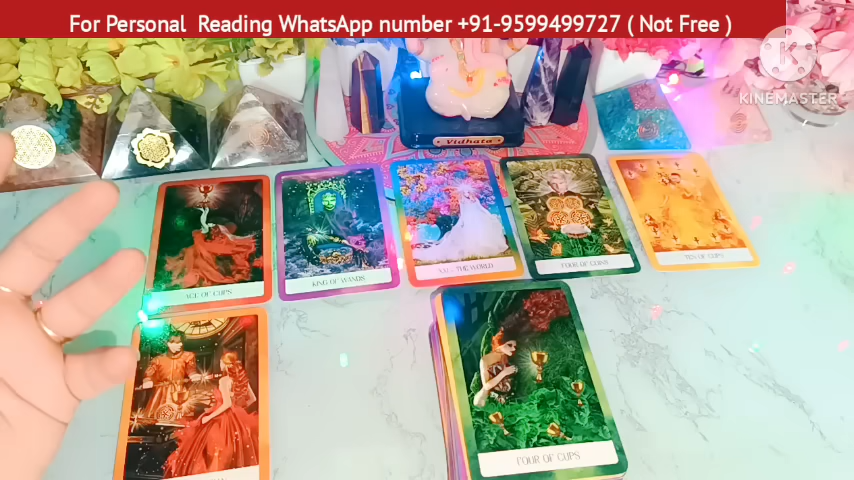 For Personal Reading WhatsApp number +91-9599499727 ( Not Free )
KINEMASTER
Vidhata
ACE OF CUPS
KING OF WANDS
XXI - THE WORLD
FOUR OF COINS
TEN OF CUPS
FOUR OF CUPS